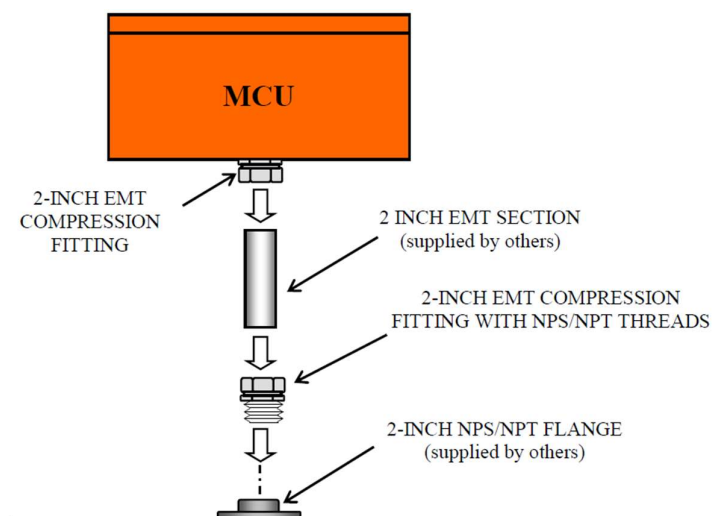 MCU
2-INCH EMT
COMPRESSION
FITTING
2 INCH EMT SECTION
(supplied by others)
2-INCH EMT COMPRESSION
FITTING WITH NPS/NPT THREADS
2-INCH NPS/NPT FLANGE
(supplied by others)